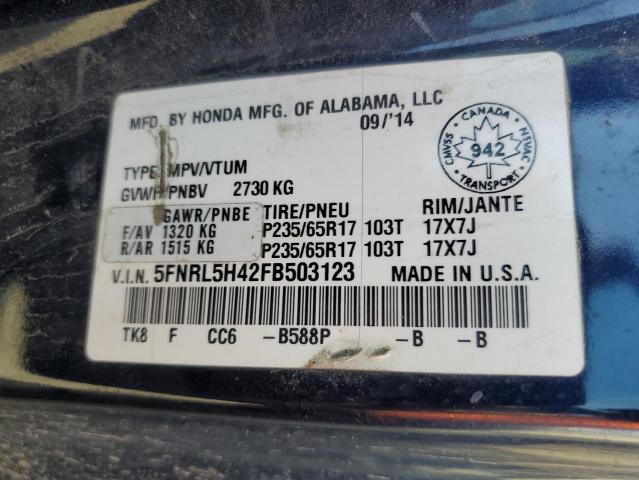 MFD. BY HONDA MFG. OF ALABAMA, LLC
09/'14
CANADA
CMVSS 942 NSVAC
TRANSPORT
TYPE MPV/VTUM
GVWR/PNBV 2730 KG
GAWR/PNBE TIRE/PNEU RIM/JANTE
F/AV 1320 KG P235/65R17 103T 17X7J
R/AR 1515 KG P235/65R17 103T 17X7J
V.I.N. 5FNRL5H42FB503123 MADE IN U.S.A.
TK8 F CC6 -B588P -B -B